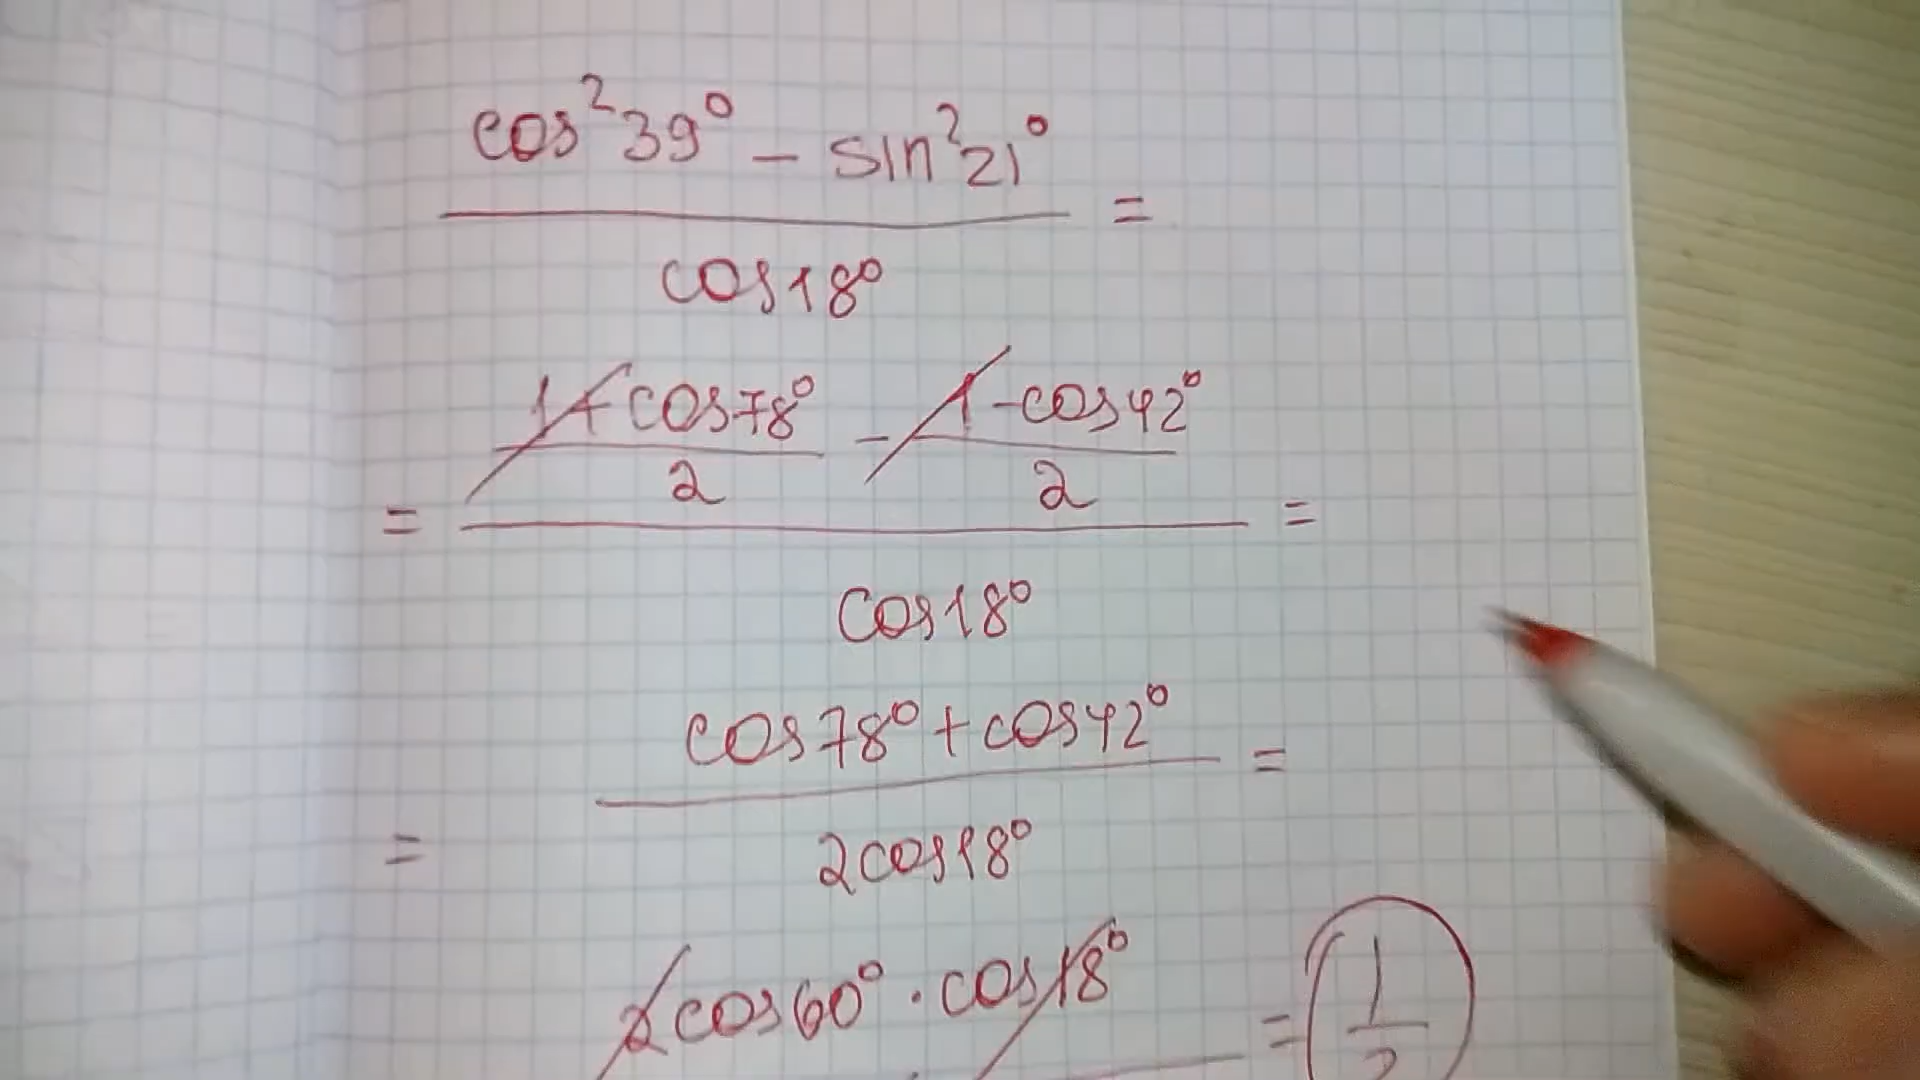 cos²39° − sin²21°
=
cos18°
1+cos78° − 1−cos42°
2 2
= =
cos18°
cos78° + cos42°
= =
2cos18°
2cos60° · cos18° = 1